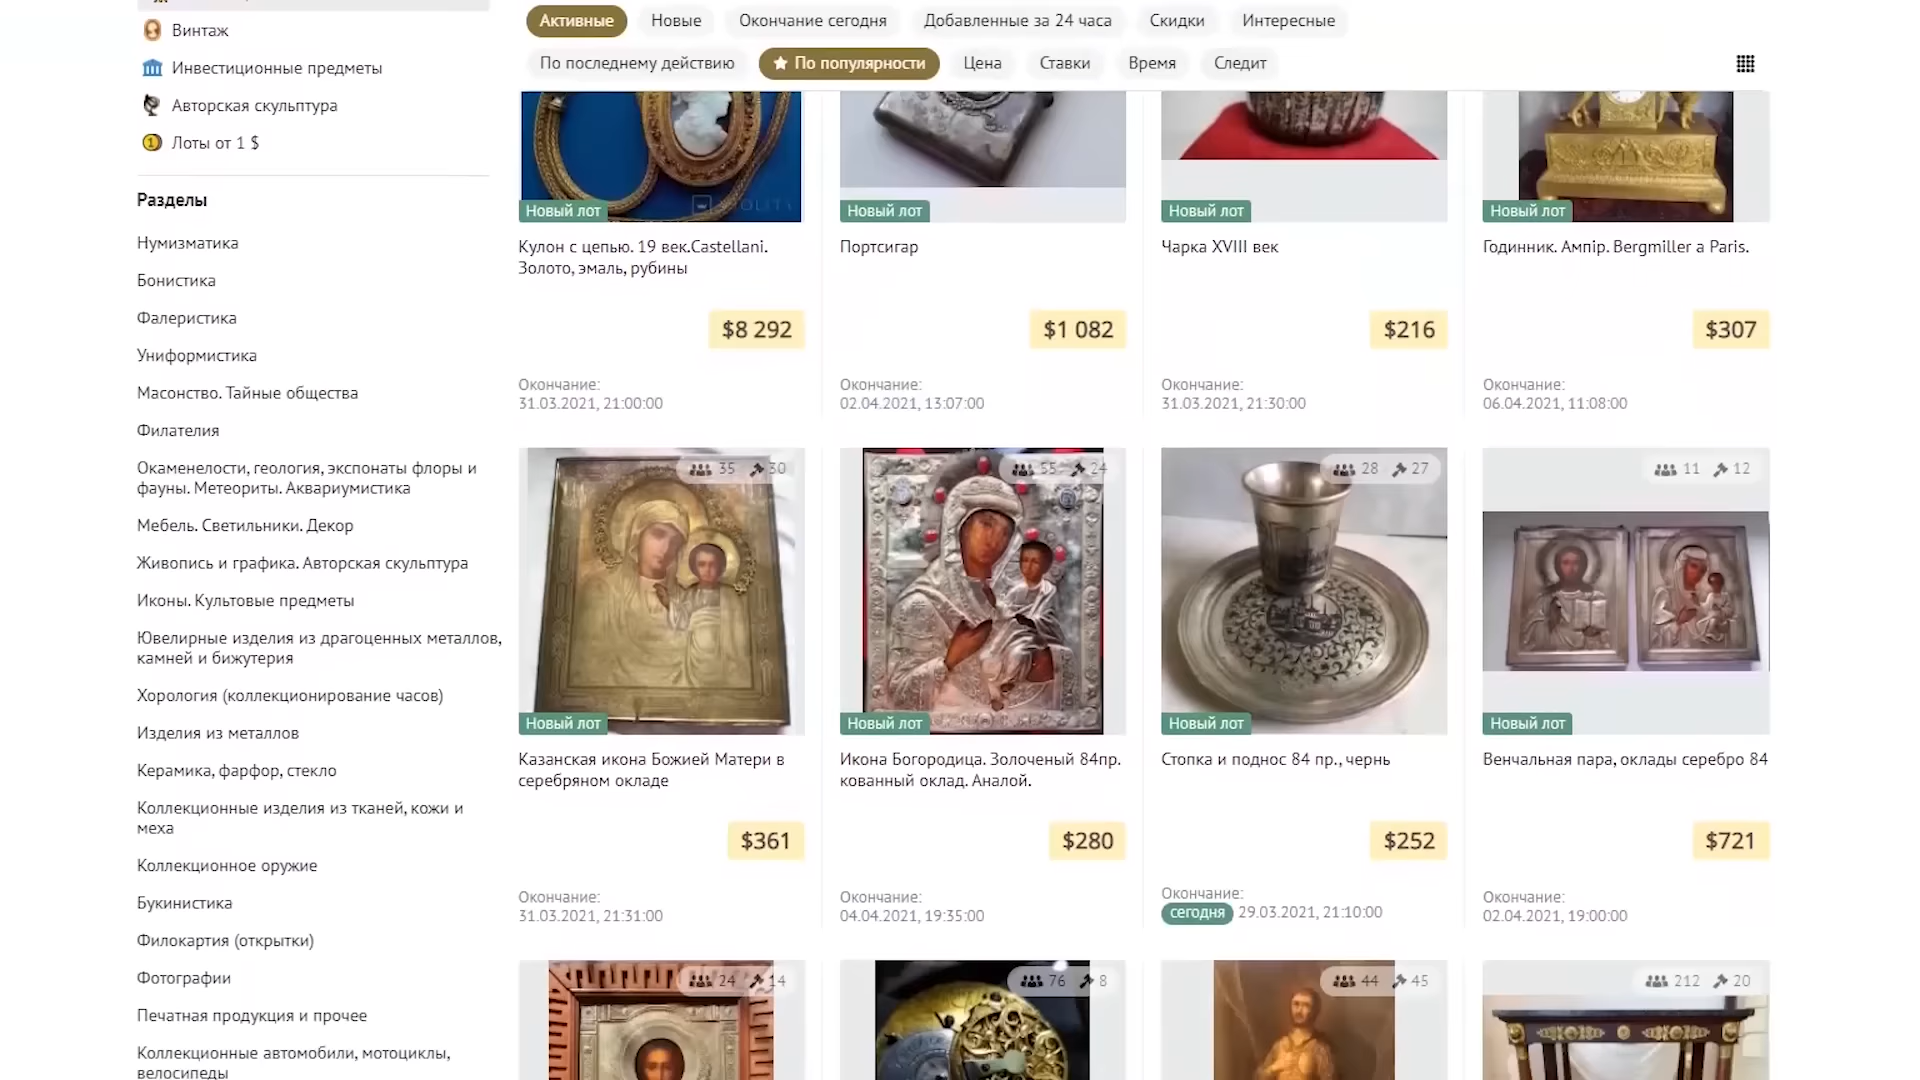 Винтаж
Инвестиционные предметы
Авторская скульптура
Лоты от 1 $
Разделы
Нумизматика
Бонистика
Фалеристика
Униформистика
Масонство. Тайные общества
Филателия
Окаменелости, геология, экспонаты флоры и
фауны. Метеориты. Аквариумистика
Мебель. Светильники. Декор
Живопись и графика. Авторская скульптура
Иконы. Культовые предметы
Ювелирные изделия из драгоценных металлов,
камней и бижутерия
Хорология (коллекционирование часов)
Изделия из металлов
Керамика, фарфор, стекло
Коллекционные изделия из тканей, кожи и
меха
Коллекционное оружие
Букинистика
Филокартия (открытки)
Фотографии
Печатная продукция и прочее
Коллекционные автомобили, мотоциклы,
велосипеды
Активные Новые Окончание сегодня Добавленные за 24 часа Скидки Интересные
По последнему действию По популярности Цена Ставки Время Следит
Новый лот Новый лот Новый лот Новый лот
Кулон с цепью. 19 век.Castellani.
Золото, эмаль, рубины
$8 292
Окончание:
31.03.2021, 21:00:00
Портсигар
$1 082
Окончание:
02.04.2021, 13:07:00
Чарка XVIII век
$216
Окончание:
31.03.2021, 21:30:00
Годинник. Ампір. Bergmiller a Paris.
$307
Окончание:
06.04.2021, 11:08:00
35 30
Новый лот
Казанская икона Божией Матери в
серебряном окладе
$361
Окончание:
31.03.2021, 21:31:00
55 24
Новый лот
Икона Богородица. Золоченый 84пр.
кованный оклад. Аналой.
$280
Окончание:
04.04.2021, 19:35:00
28 27
Новый лот
Стопка и поднос 84 пр., чернь
$252
Окончание:
сегодня 29.03.2021, 21:10:00
11 12
Новый лот
Венчальная пара, оклады серебро 84
$721
Окончание:
02.04.2021, 19:00:00
24 14
76 8
44 45
212 20